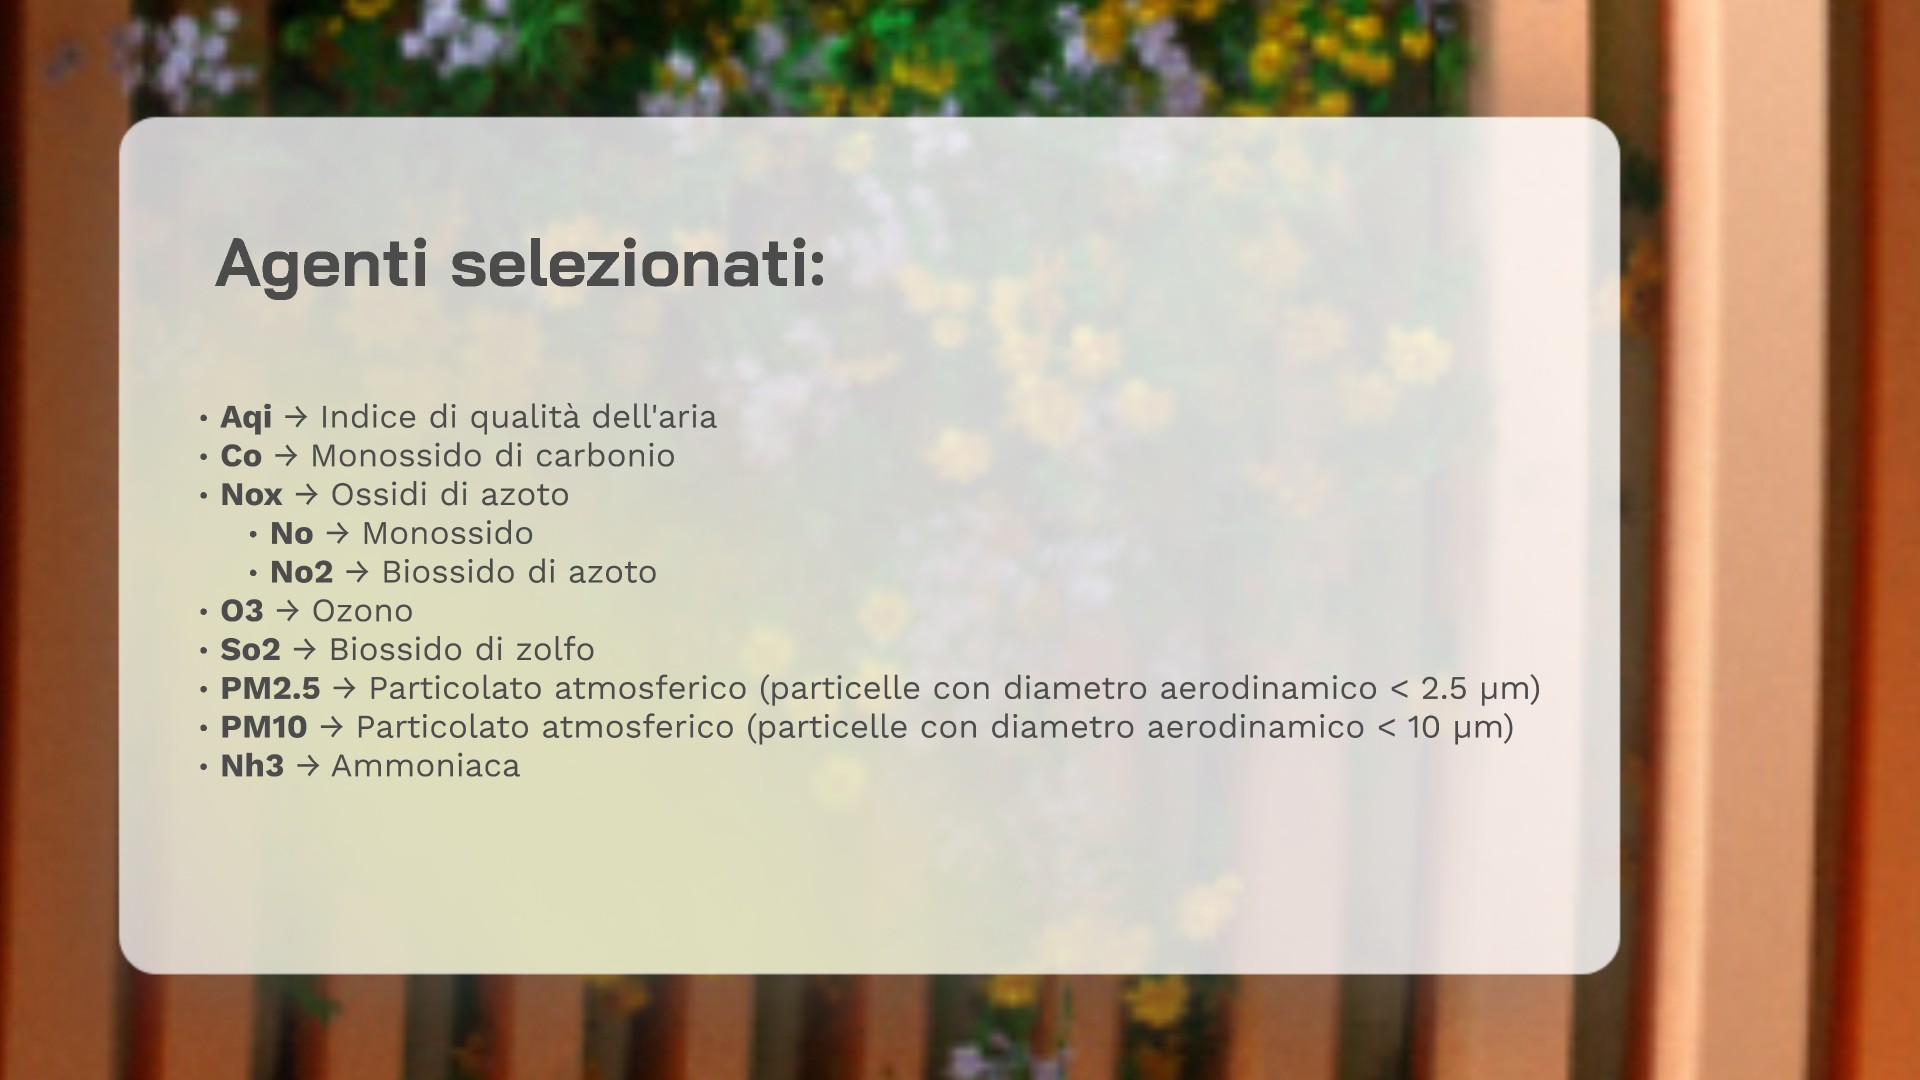 Agenti selezionati:
• Aqi → Indice di qualità dell'aria
• Co → Monossido di carbonio
• Nox → Ossidi di azoto
• No → Monossido
• No2 → Biossido di azoto
• O3 → Ozono
• So2 → Biossido di zolfo
• PM2.5 → Particolato atmosferico (particelle con diametro aerodinamico < 2.5 µm)
• PM10 → Particolato atmosferico (particelle con diametro aerodinamico < 10 µm)
• Nh3 → Ammoniaca